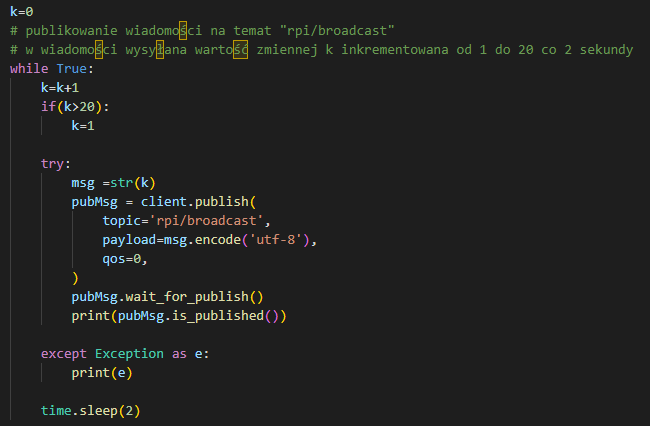 k=0
# publikowanie wiadomości na temat "rpi/broadcast"
# w wiadomości wysyłana wartość zmiennej k inkrementowana od 1 do 20 co 2 sekundy
while True:
    k=k+1
    if(k>20):
        k=1

    try:
        msg =str(k)
        pubMsg = client.publish(
            topic='rpi/broadcast',
            payload=msg.encode('utf-8'),
            qos=0,
        )
        pubMsg.wait_for_publish()
        print(pubMsg.is_published())

    except Exception as e:
        print(e)

    time.sleep(2)